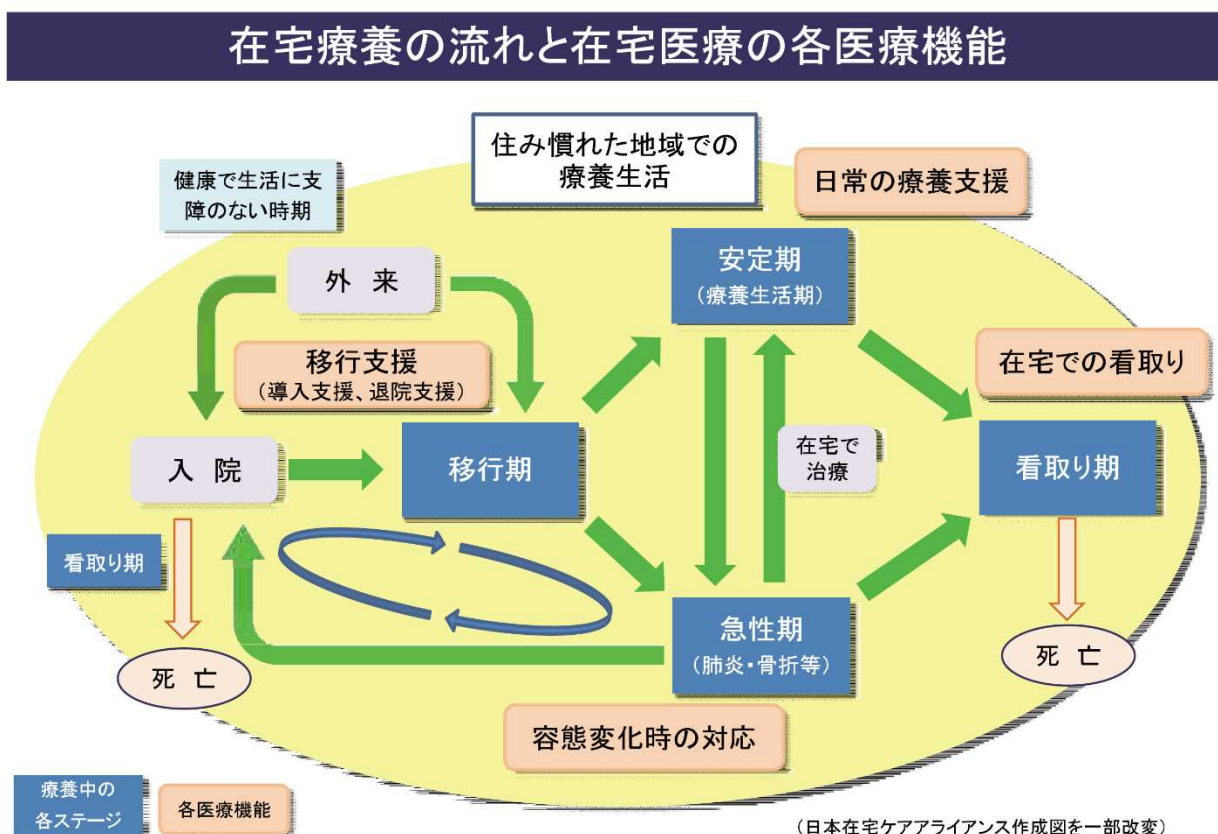 在宅療養の流れと在宅医療の各医療機能
住み慣れた地域での
療養生活
日常の療養支援
健康で生活に支
障のない時期
外 来
安定期
(療養生活期)
移行支援
(導入支援、退院支援)
在宅での看取り
入 院
移行期
在宅で
治療
看取り期
看取り期
急性期
(肺炎・骨折等)
死 亡
死 亡
容態変化時の対応
療養中の
各ステージ
各医療機能
(日本在宅ケアアライアンス作成図を一部改変)